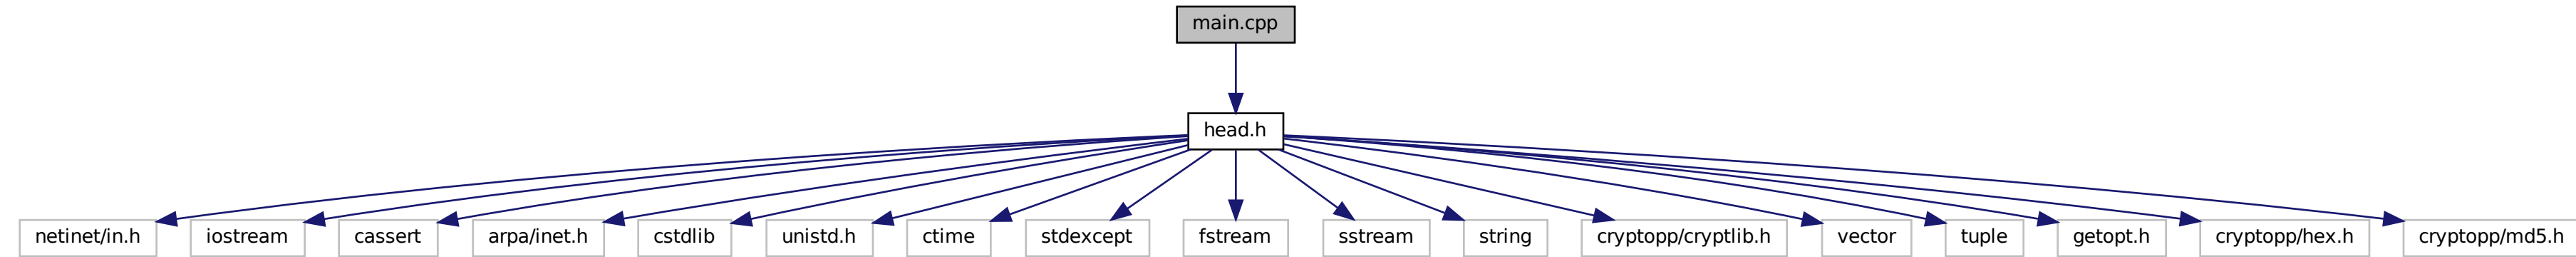 main.cpp
head.h
netinet/in.h
iostream
cassert
arpa/inet.h
cstdlib
unistd.h
ctime
stdexcept
fstream
sstream
string
cryptopp/cryptlib.h
vector
tuple
getopt.h
cryptopp/hex.h
cryptopp/md5.h